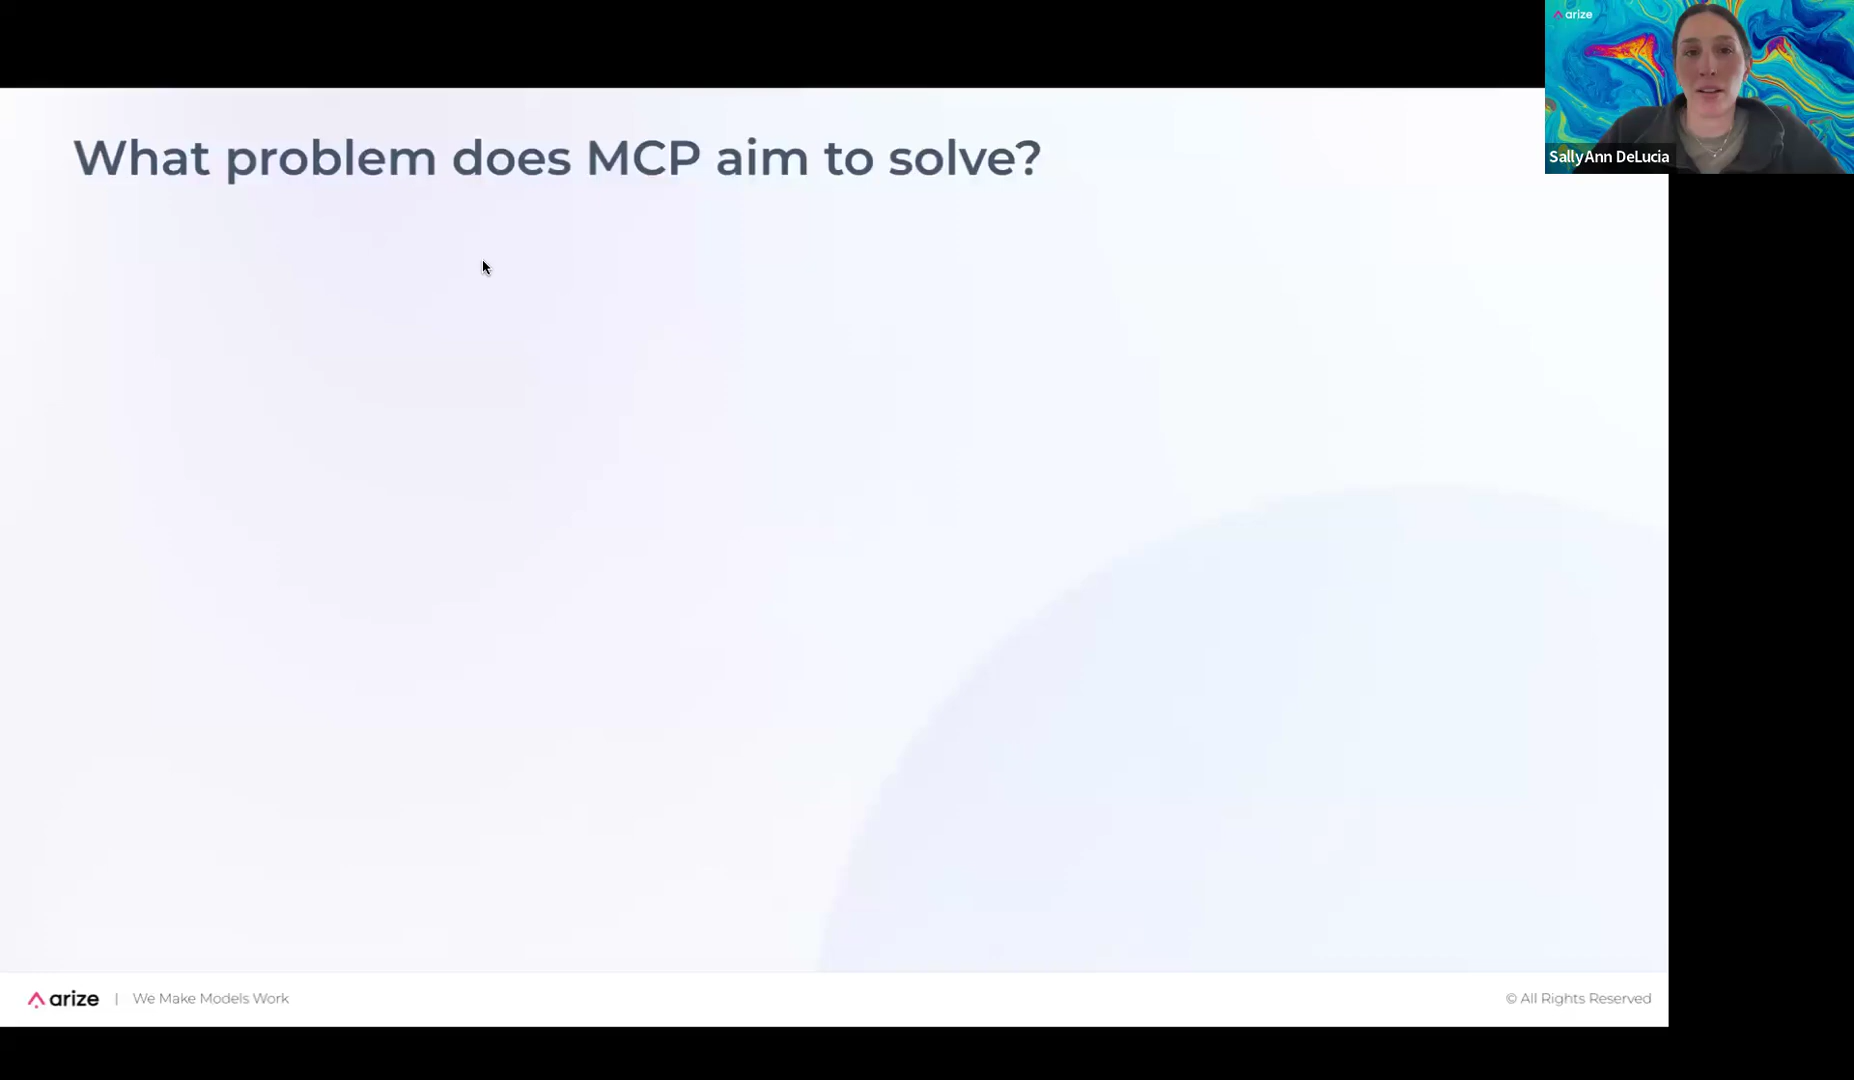 arize
SallyAnn DeLucia
What problem does MCP aim to solve?
arize | We Make Models Work
© All Rights Reserved